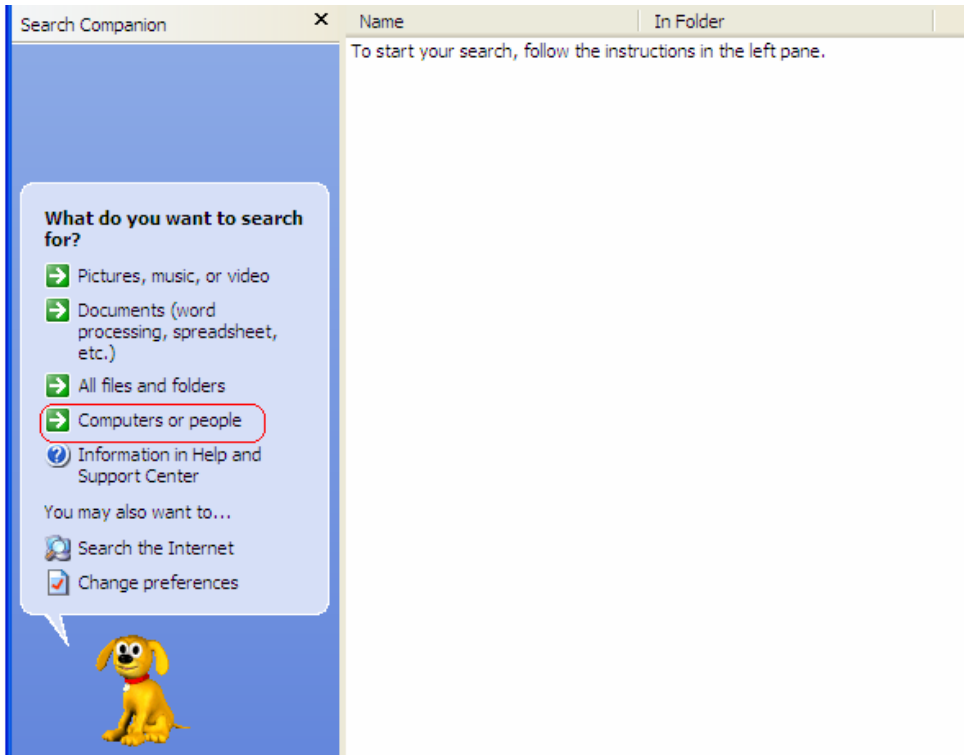 Search Companion
Name
In Folder
To start your search, follow the instructions in the left pane.
What do you want to search
for?
Pictures, music, or video
Documents (word
processing, spreadsheet,
etc.)
All files and folders
Computers or people
Information in Help and
Support Center
You may also want to...
Search the Internet
Change preferences